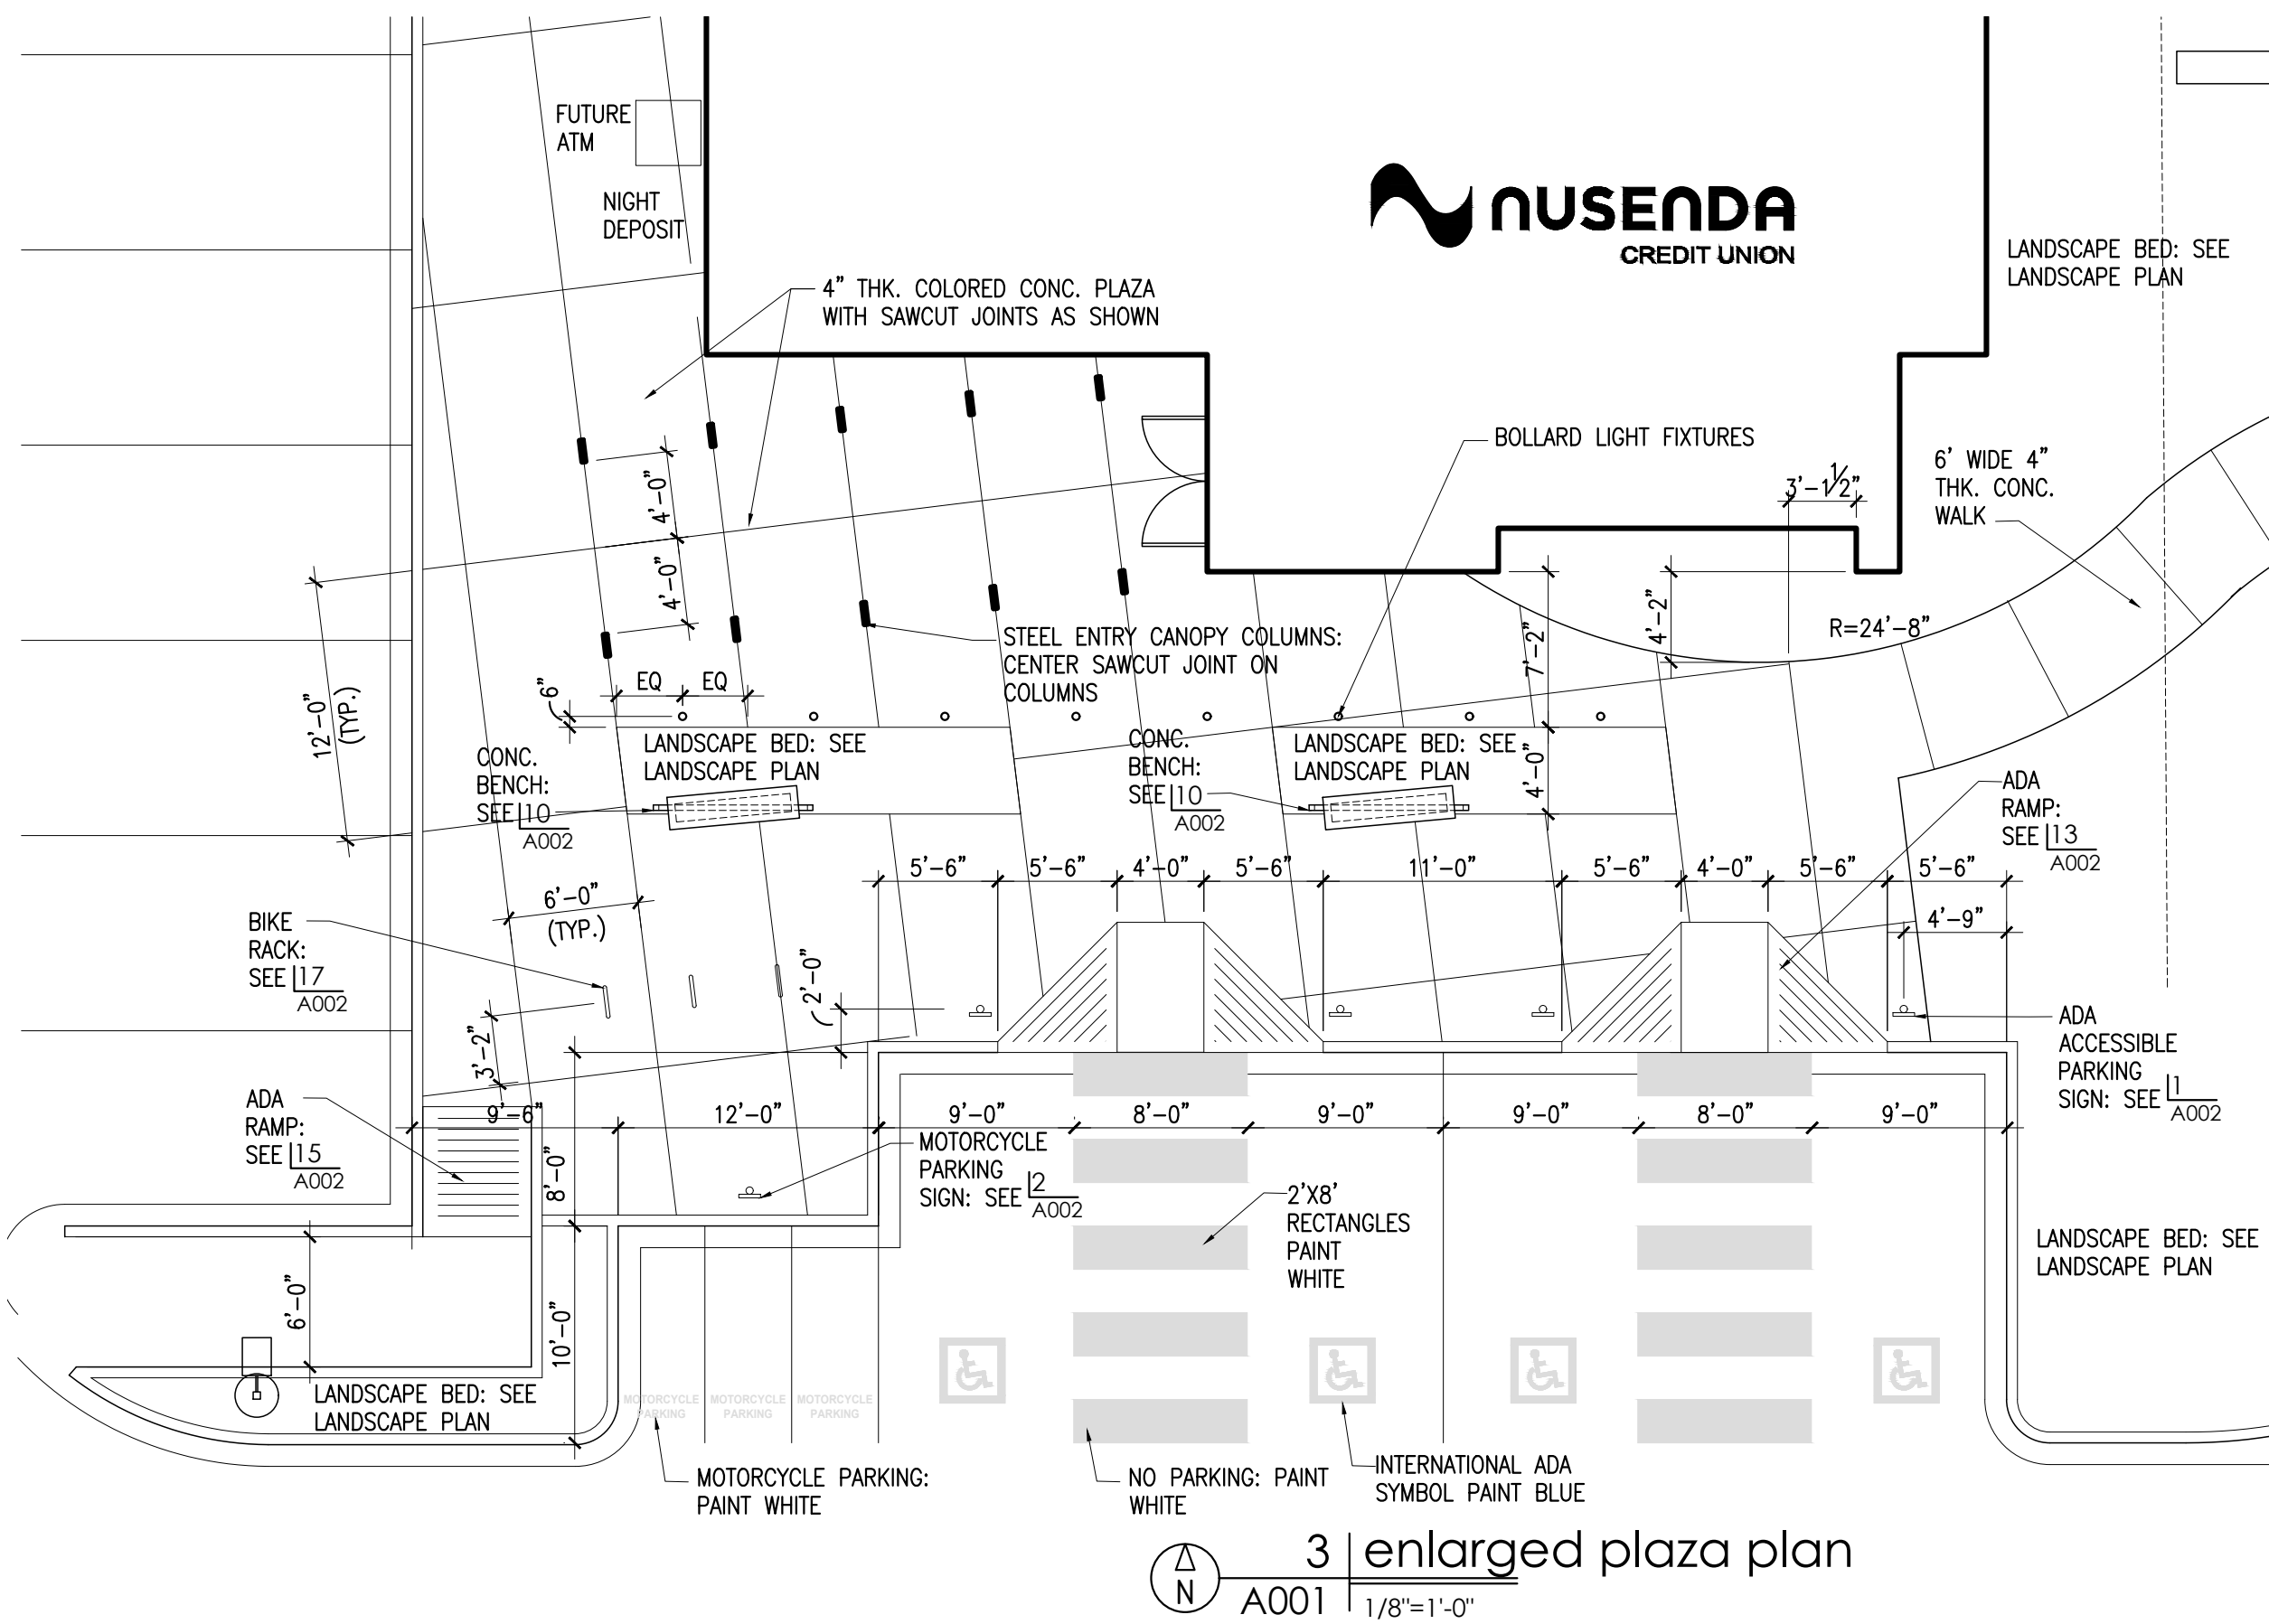 FUTURE
ATM
NIGHT
DEPOSIT
NUSENDA
CREDIT UNION
LANDSCAPE BED: SEE
LANDSCAPE PLAN
4" THK. COLORED CONC. PLAZA
WITH SAWCUT JOINTS AS SHOWN
BOLLARD LIGHT FIXTURES
3'-1/2"
6' WIDE 4"
THK. CONC.
WALK
4'-0"
4'-0"
STEEL ENTRY CANOPY COLUMNS:
CENTER SAWCUT JOINT ON
COLUMNS
7'-2"
4'-2"
R=24'-8"
12'-0"
(TYP.)
6"
EQ
EQ
CONC.
BENCH:
SEE 10
A002
LANDSCAPE BED: SEE
LANDSCAPE PLAN
CONC.
BENCH:
SEE 10
A002
LANDSCAPE BED: SEE
LANDSCAPE PLAN
4'-0"
ADA
RAMP:
SEE 13
A002
5'-6"
5'-6"
4'-0"
5'-6"
11'-0"
5'-6"
4'-0"
5'-6"
5'-6"
4'-9"
6'-0"
(TYP.)
BIKE
RACK:
SEE 17
A002
2'-0"
3'-2"
ADA
ACCESSIBLE
PARKING
SIGN: SEE 1
A002
ADA
RAMP:
SEE 15
A002
9'-6"
12'-0"
9'-0"
8'-0"
9'-0"
9'-0"
8'-0"
9'-0"
8'-0"
MOTORCYCLE
PARKING
SIGN: SEE 2
A002
2'X8'
RECTANGLES
PAINT
WHITE
LANDSCAPE BED: SEE
LANDSCAPE PLAN
6'-0"
10'-0"
LANDSCAPE BED: SEE
LANDSCAPE PLAN
MOTORCYCLE
PARKING
MOTORCYCLE
PARKING
MOTORCYCLE
PARKING
MOTORCYCLE PARKING:
PAINT WHITE
NO PARKING: PAINT
WHITE
INTERNATIONAL ADA
SYMBOL PAINT BLUE
N
3
enlarged plaza plan
A001
1/8"=1'-0"